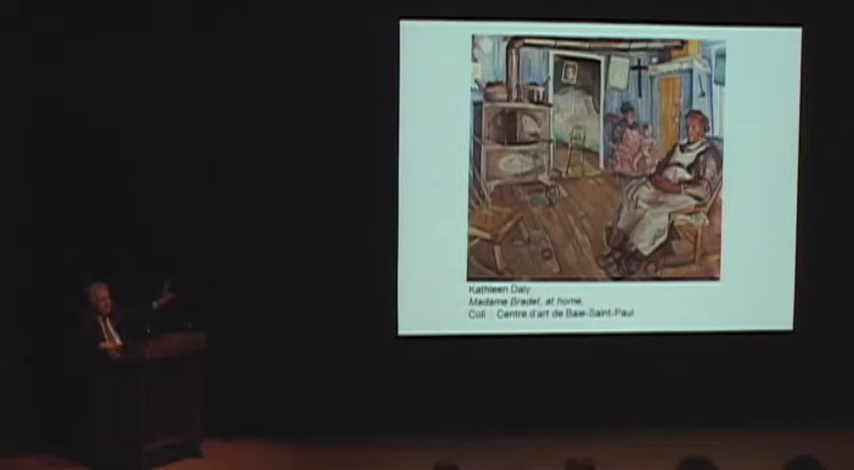 Kathleen Daly
Madame Bradet, at home,
Coll. : Centre d'art de Baie-Saint-Paul